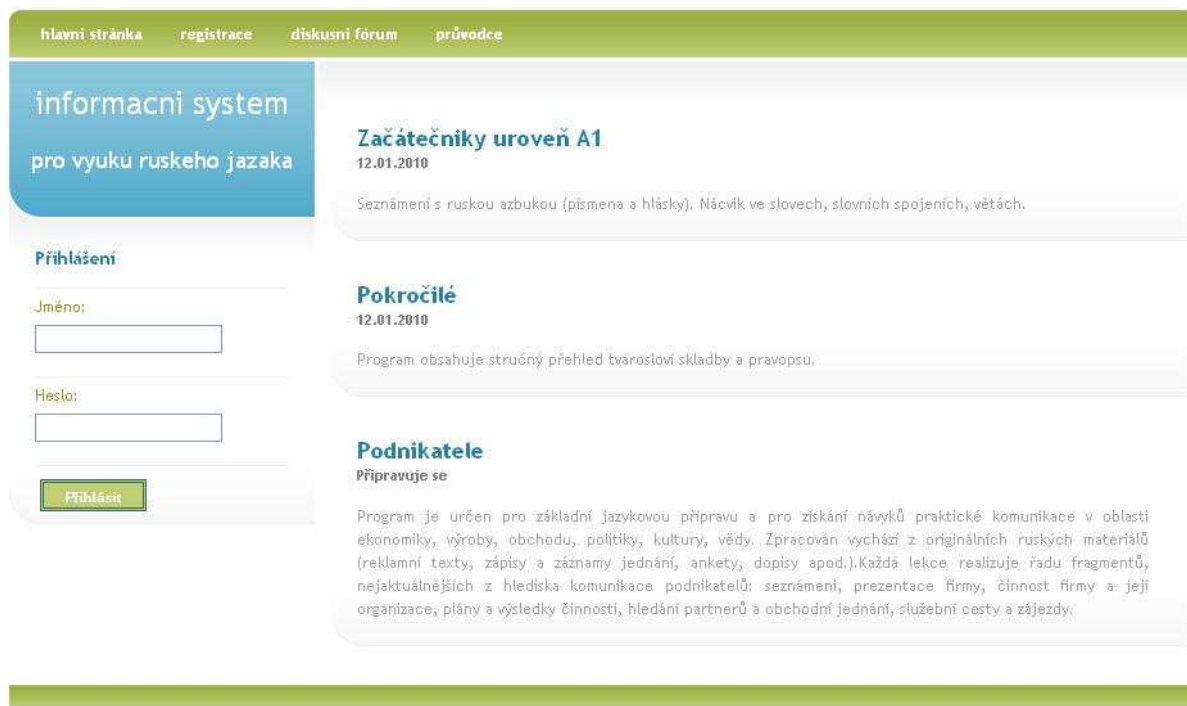 hlavní stránka registrace diskusní fórum průvodce
informacni system
pro vyuku ruskeho jazaka
Přihlášení
Jméno:
Heslo:
Přihlásit
Začátečniky uroveň A1
12.01.2010
Seznámení s ruskou azbukou (písmena a hlásky). Nácvik ve slovech, slovních spojeních, větách.
Pokročilé
12.01.2010
Program obsahuje stručný přehled tvarosloví skladby a pravopsu.
Podnikatele
Připravuje se
Program je určen pro základní jazykovou přípravu a pro získání návyků praktické komunikace v oblasti
ekonomiky, výroby, obchodu, politiky, kultury, vědy. Zpracován vychází z originálních ruských materiálů
(reklamní texty, zápisy a záznamy jednání, ankety, dopisy apod.).Každá lekce realizuje řadu fragmentů,
nejaktuálnějších z hlediska komunikace podnikatelů: seznámení, prezentace firmy, činnost firmy a její
organizace, plány a výsledky činnosti, hledání partnerů a obchodní jednání, služební cesty a zájezdy.